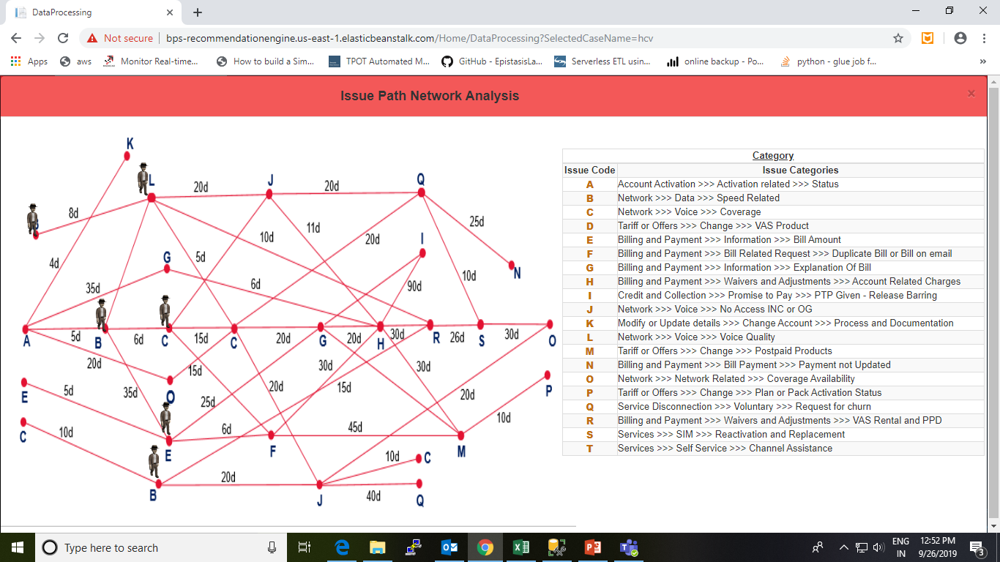 DataProcessing
Not secure | bps-recommendationengine.us-east-1.elasticbeanstalk.com/Home/DataProcessing?SelectedCaseName=hcv
Apps aws Monitor Real-time... How to build a Sim... TPOT Automated M... GitHub - EpistasisLa... Serverless ETL usin... online backup - Po... python - glue job f... »
Issue Path Network Analysis ×
K
L 20d J 20d Q
8d
4d
11d
10d
20d
25d
I
G 5d
35d
6d
90d
10d
N
A 5d B 6d C 15d C 20d G 20d H 30d R 26d S 30d O
20d
15d
30d
30d
E 5d
35d
O
25d
20d
15d
20d
P
C 10d
6d
45d
10d
E
F
M
B 20d J
10d C
40d Q
Category
Issue Code Issue Categories
A Account Activation >>> Activation related >>> Status
B Network >>> Data >>> Speed Related
C Network >>> Voice >>> Coverage
D Tariff or Offers >>> Change >>> VAS Product
E Billing and Payment >>> Information >>> Bill Amount
F Billing and Payment >>> Bill Related Request >>> Duplicate Bill or Bill on email
G Billing and Payment >>> Information >>> Explanation Of Bill
H Billing and Payment >>> Waivers and Adjustments >>> Account Related Charges
I Credit and Collection >>> Promise to Pay >>> PTP Given - Release Barring
J Network >>> Voice >>> No Access INC or OG
K Modify or Update details >>> Change Account >>> Process and Documentation
L Network >>> Voice >>> Voice Quality
M Tariff or Offers >>> Change >>> Postpaid Products
N Billing and Payment >>> Bill Payment >>> Payment not Updated
O Network >>> Network Related >>> Coverage Availability
P Tariff or Offers >>> Change >>> Plan or Pack Activation Status
Q Service Disconnection >>> Voluntary >>> Request for churn
R Billing and Payment >>> Waivers and Adjustments >>> VAS Rental and PPD
S Services >>> SIM >>> Reactivation and Replacement
T Services >>> Self Service >>> Channel Assistance
Type here to search
ENG
IN
12:52 PM
9/26/2019
3